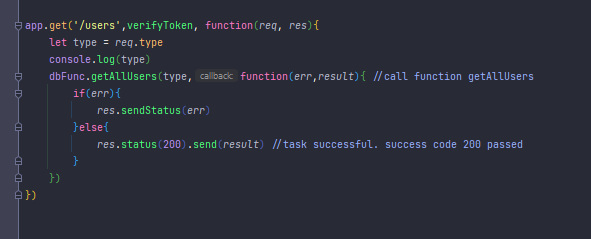 app.get('/users',verifyToken, function(req, res){
let type = req.type
console.log(type)
dbFunc.getAllUsers(type, callback: function(err,result){ //call function getAllUsers
if(err){
res.sendStatus(err)
}else{
res.status(200).send(result) //task successful. success code 200 passed
}
})
})